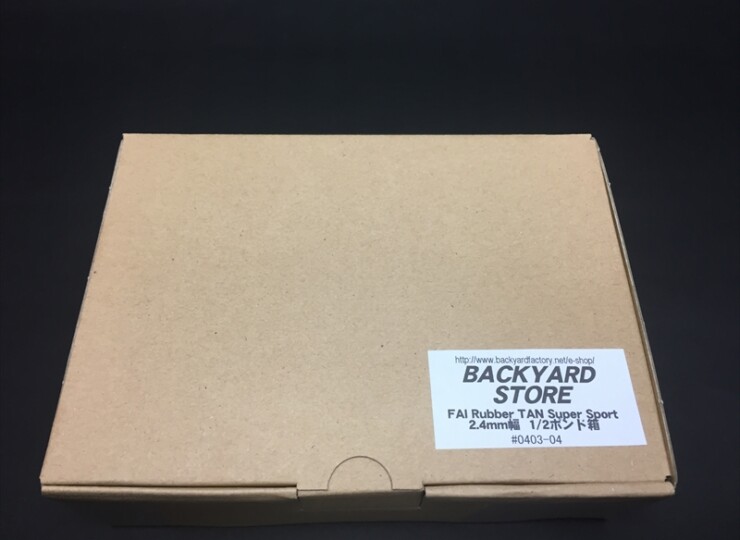 http://www.backyardfactory.net/e-shop/
BACKYARD
STORE
FAI Rubber TAN Super Sport
2.4mm幅 1/2ポンド箱
#0403-04